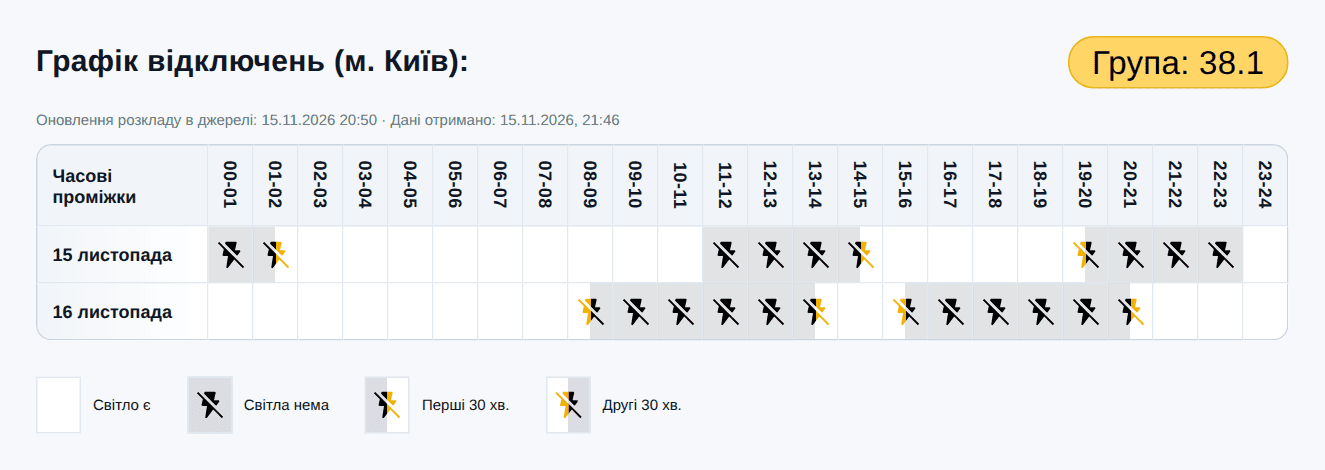 Графік відключень (м. Київ):
Група: 38.1
Оновлення розкладу в джерелі: 15.11.2026 20:50 · Дані отримано: 15.11.2026, 21:46
Часові
проміжки
00-01 01-02 02-03 03-04 04-05 05-06 06-07 07-08 08-09 09-10 10-11 11-12 12-13 13-14 14-15 15-16 16-17 17-18 18-19 19-20 20-21 21-22 22-23 23-24
15 листопада
16 листопада
Світло є
Світла нема
Перші 30 хв.
Другі 30 хв.